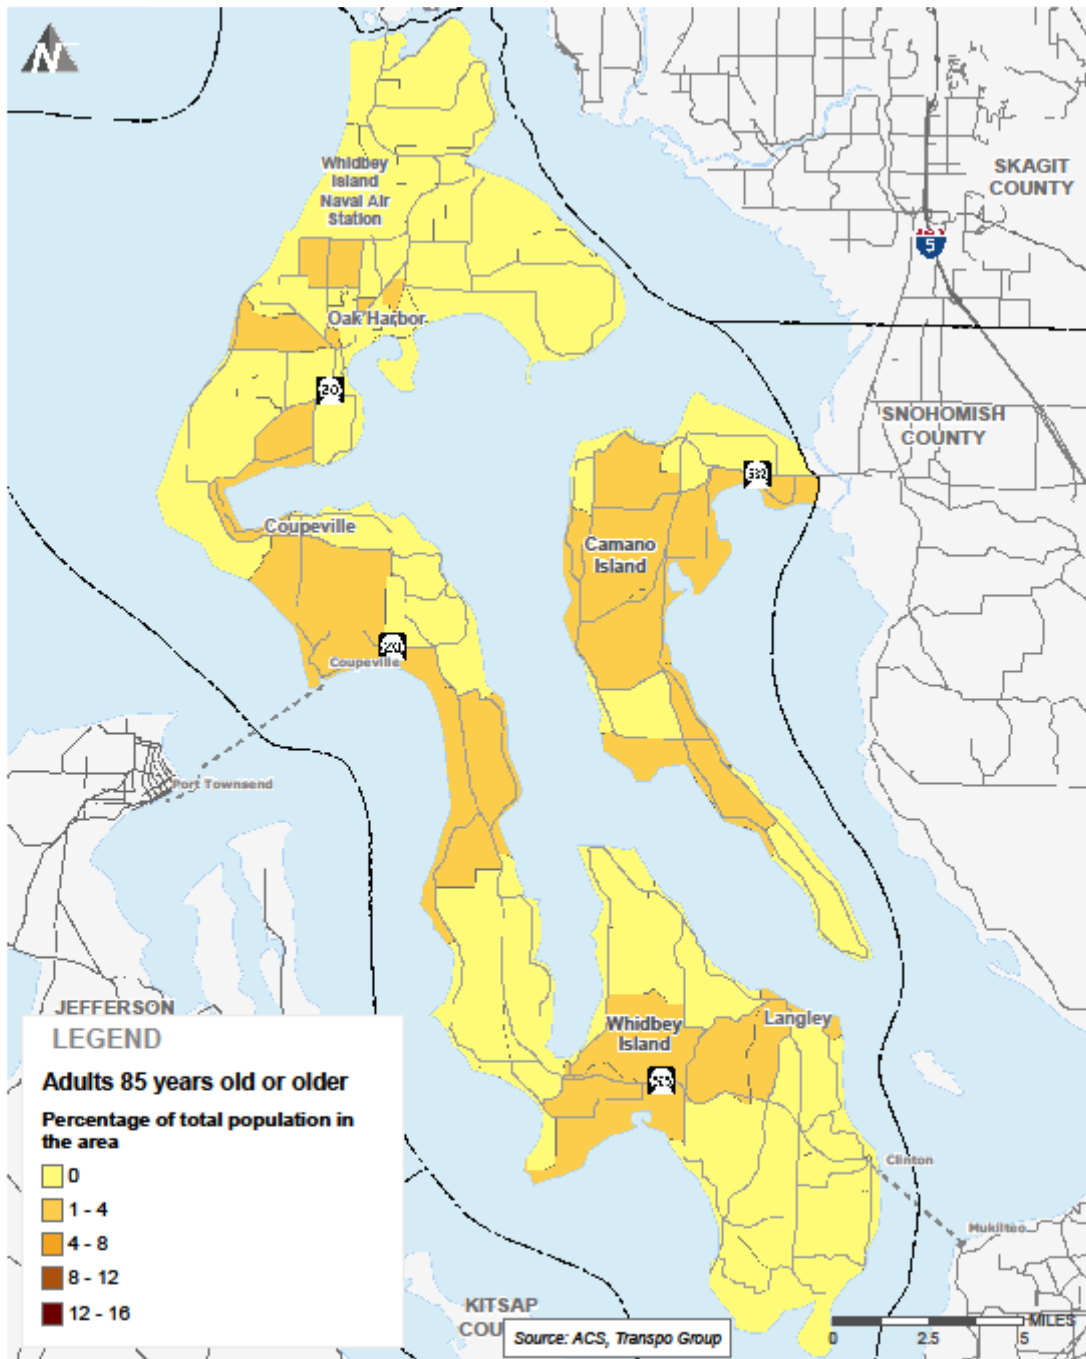 N
Whidbey
Island
Naval Air
Station
SKAGIT
COUNTY
5
Oak Harbor
20
SNOHOMISH
COUNTY
532
Coupeville
Camano
Island
Coupeville
Port Townsend
JEFFERSON
Whidbey
Island
Langley
525
Clinton
Mukilteo
KITSAP
COU
LEGEND
Adults 85 years old or older
Percentage of total population in
the area
0
1 - 4
4 - 8
8 - 12
12 - 16
Source: ACS, Transpo Group
MILES
0 2.5 5